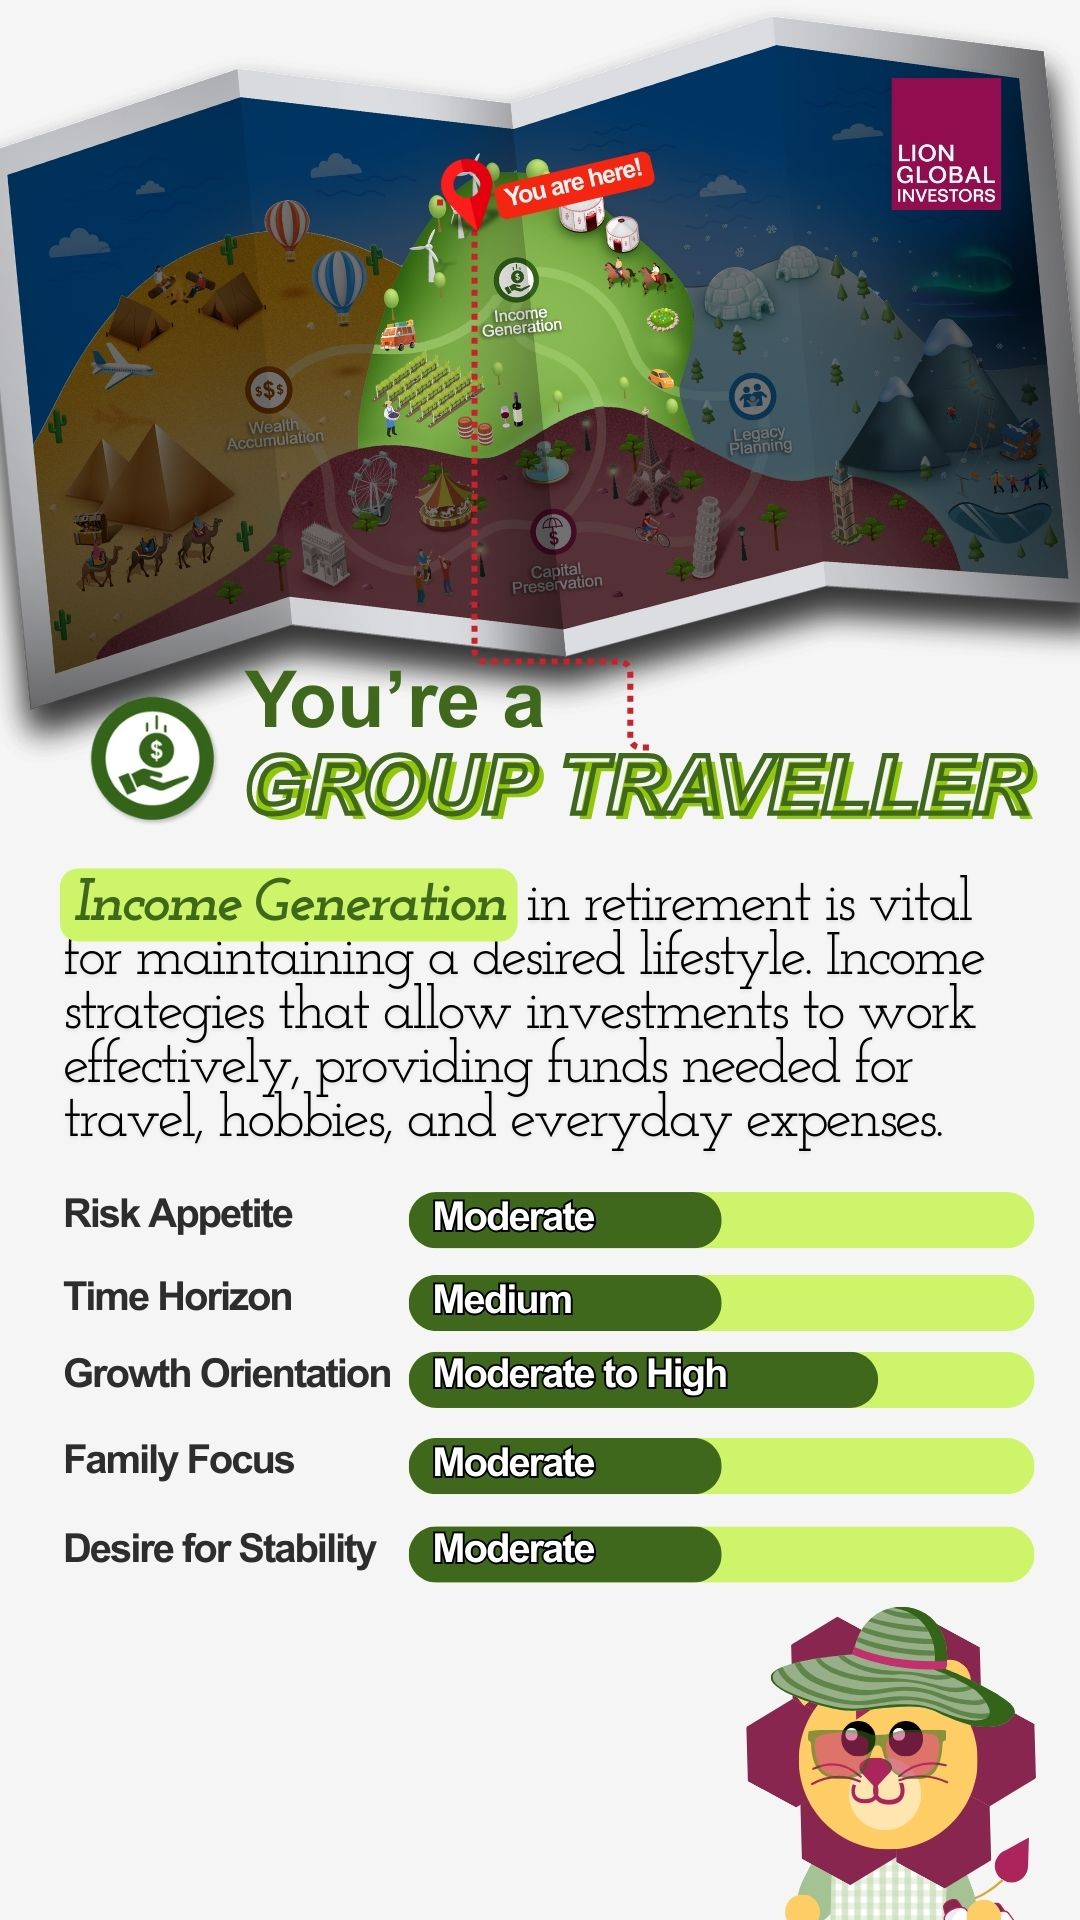 LION
GLOBAL
INVESTORS
You are here!
Income
Generation
$$$
Wealth
Accumulation
Legacy
Planning
$
Capital
Preservation
You’re a
$
GROUP TRAVELLER
Income Generation in retirement is vital
for maintaining a desired lifestyle. Income
strategies that allow investments to work
effectively, providing funds needed for
travel, hobbies, and everyday expenses.
Risk Appetite Moderate
Time Horizon Medium
Growth Orientation Moderate to High
Family Focus Moderate
Desire for Stability Moderate